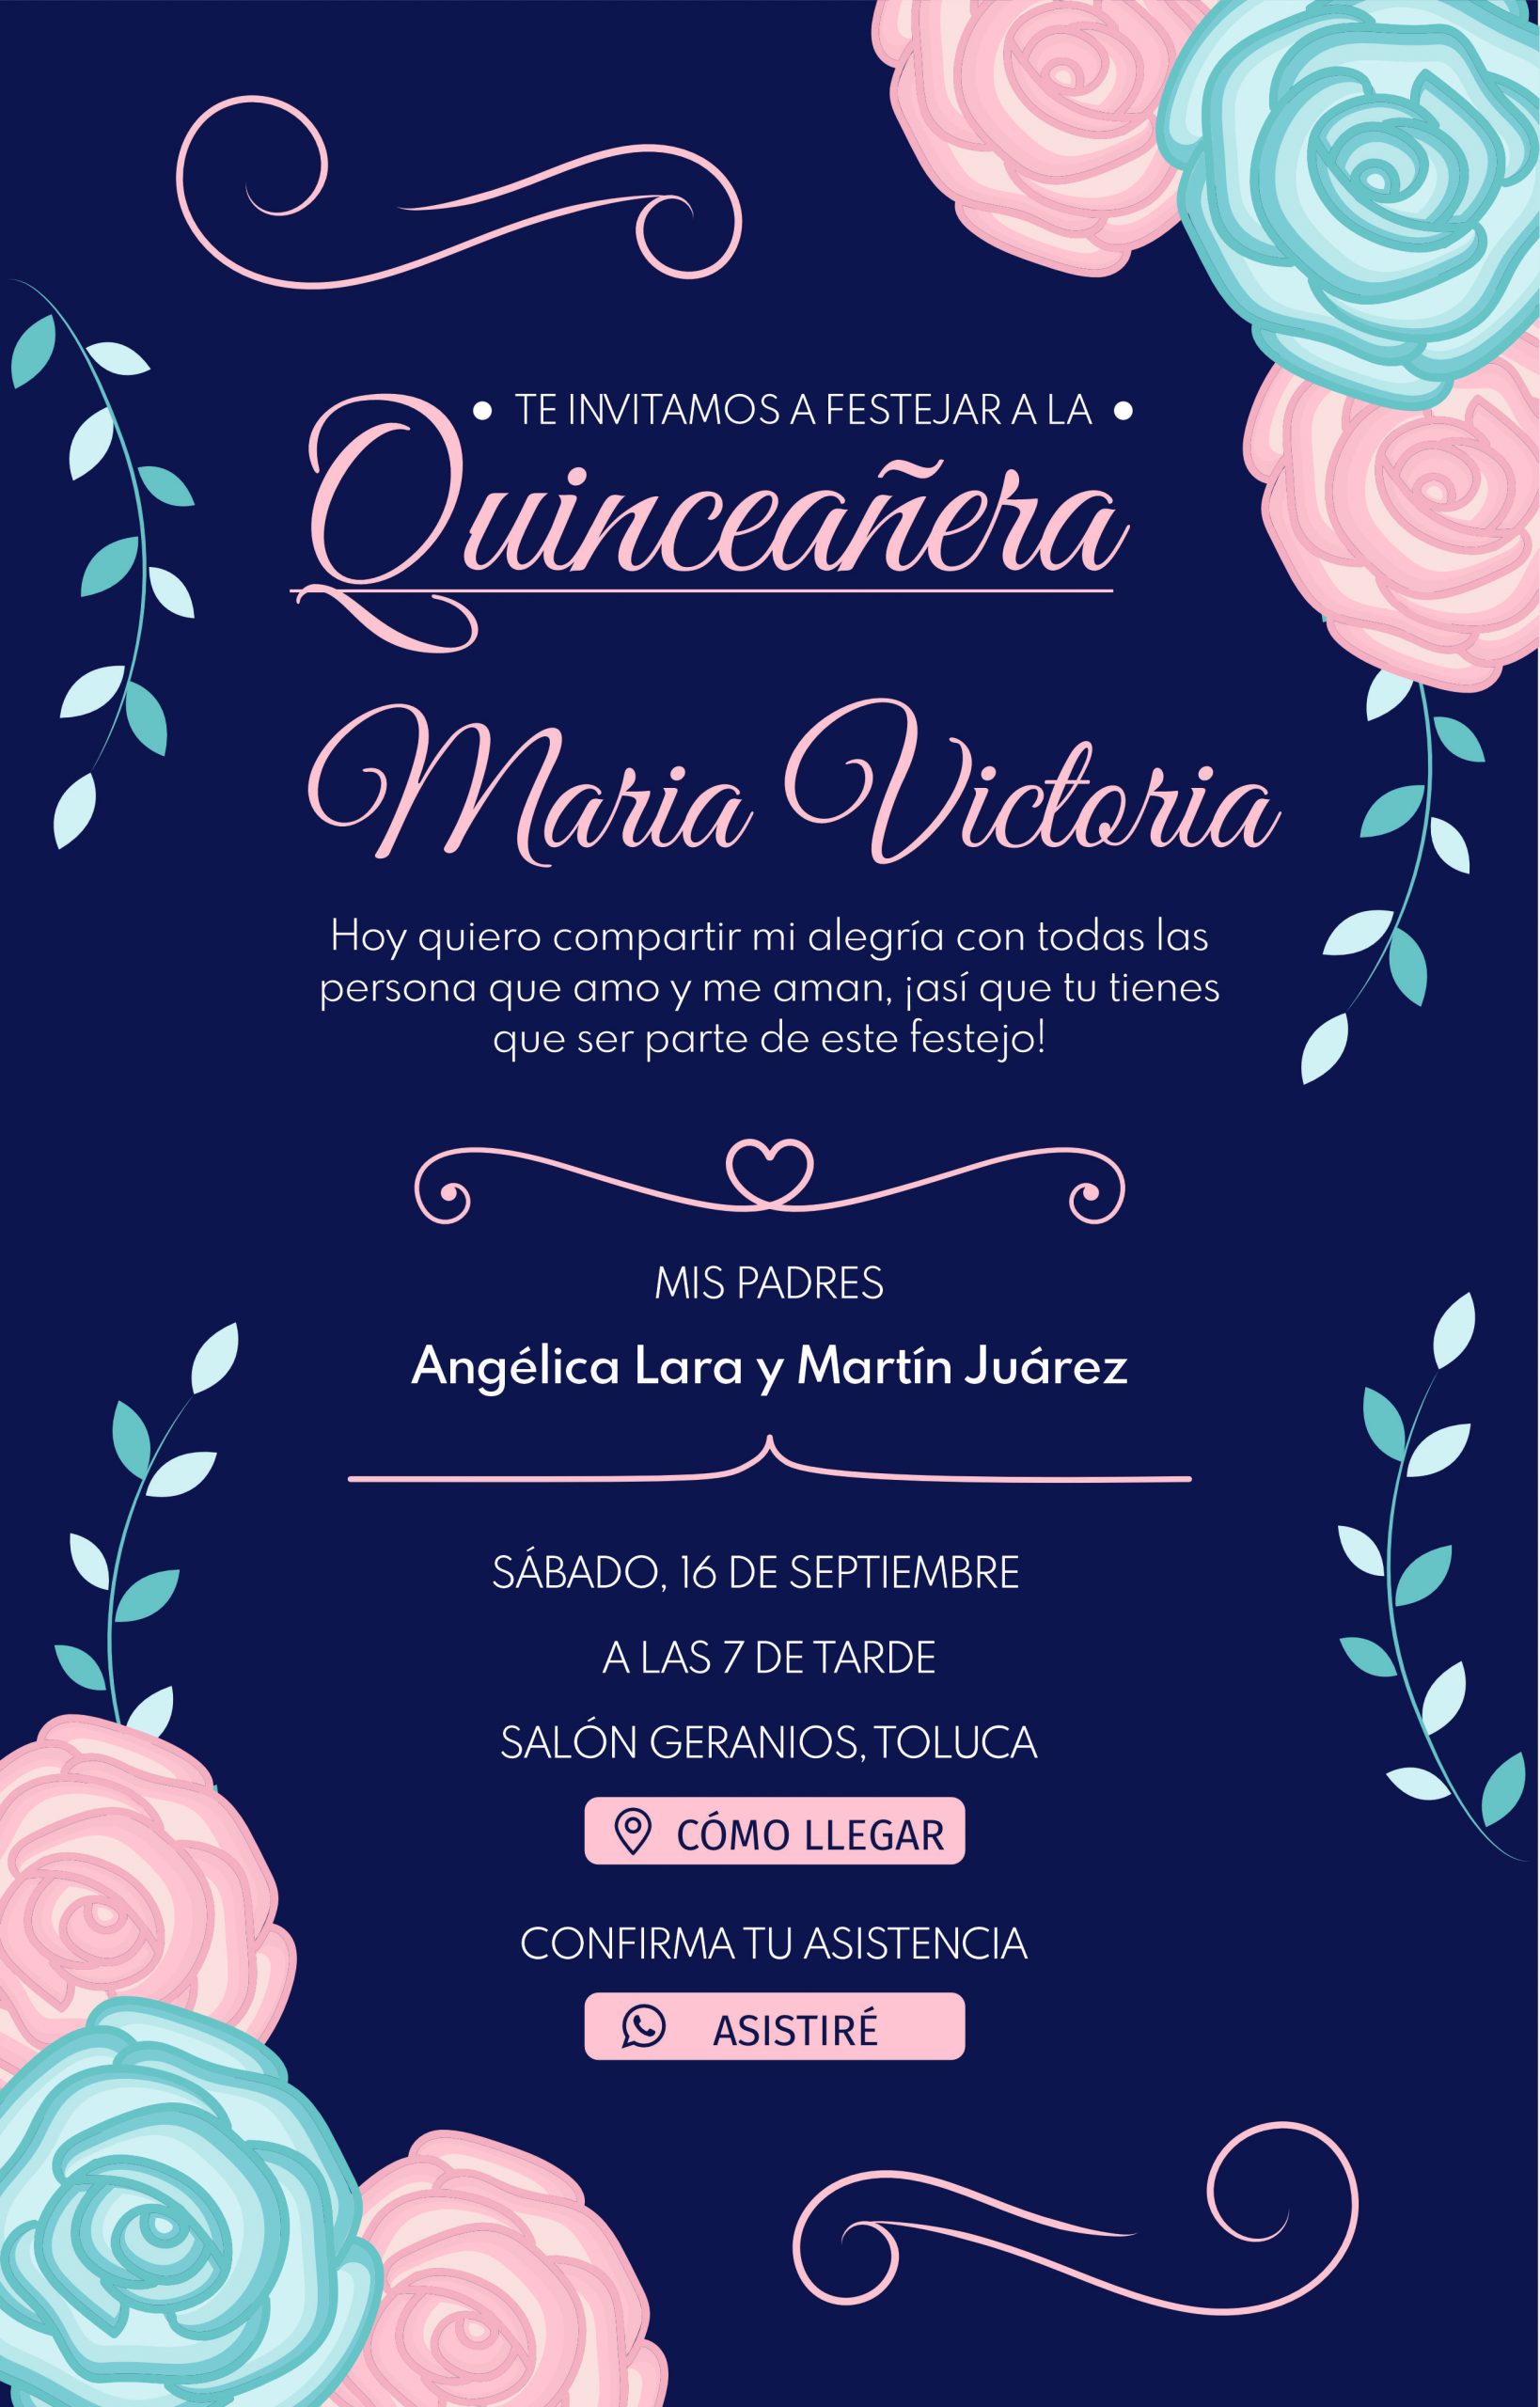 • TE INVITAMOS A FESTEJAR A LA •
Quinceañera
Maria Victoria
Hoy quiero compartir mi alegría con todas las
persona que amo y me aman, ¡así que tu tienes
que ser parte de este festejo!
MIS PADRES
Angélica Lara y Martín Juárez
SÁBADO, 16 DE SEPTIEMBRE
A LAS 7 DE TARDE
SALÓN GERANIOS, TOLUCA
CÓMO LLEGAR
CONFIRMA TU ASISTENCIA
ASISTIRÉ